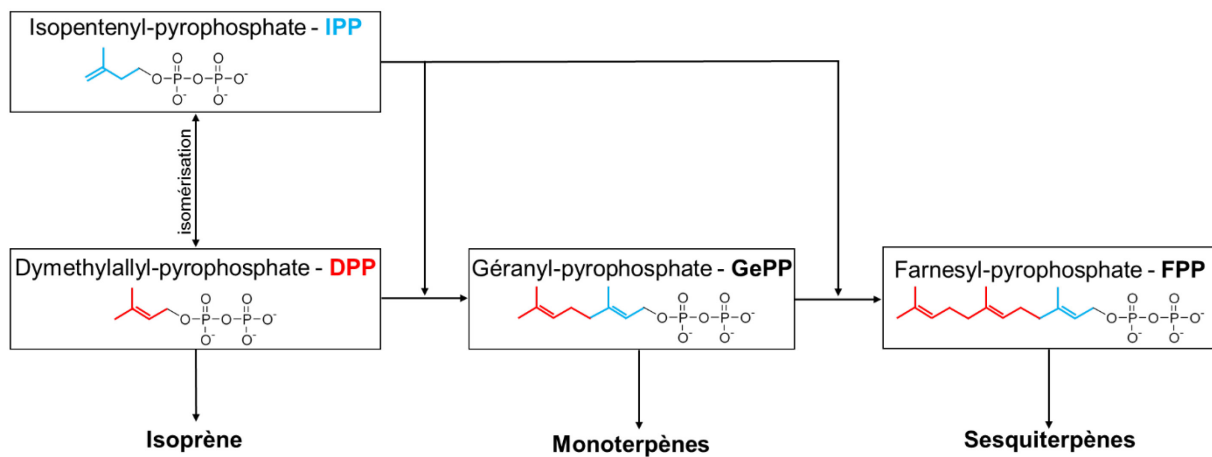 Isopentenyl-pyrophosphate - IPP
O O
O-P-O-P-O⁻
O⁻ O⁻
isomérisation
Dymethylallyl-pyrophosphate - DPP
O O
O-P-O-P-O⁻
O⁻ O⁻
Géranyl-pyrophosphate - GePP
O O
O-P-O-P-O⁻
O⁻ O⁻
Farnesyl-pyrophosphate - FPP
O O
O-P-O-P-O⁻
O⁻ O⁻
Isoprène
Monoterpènes
Sesquiterpènes